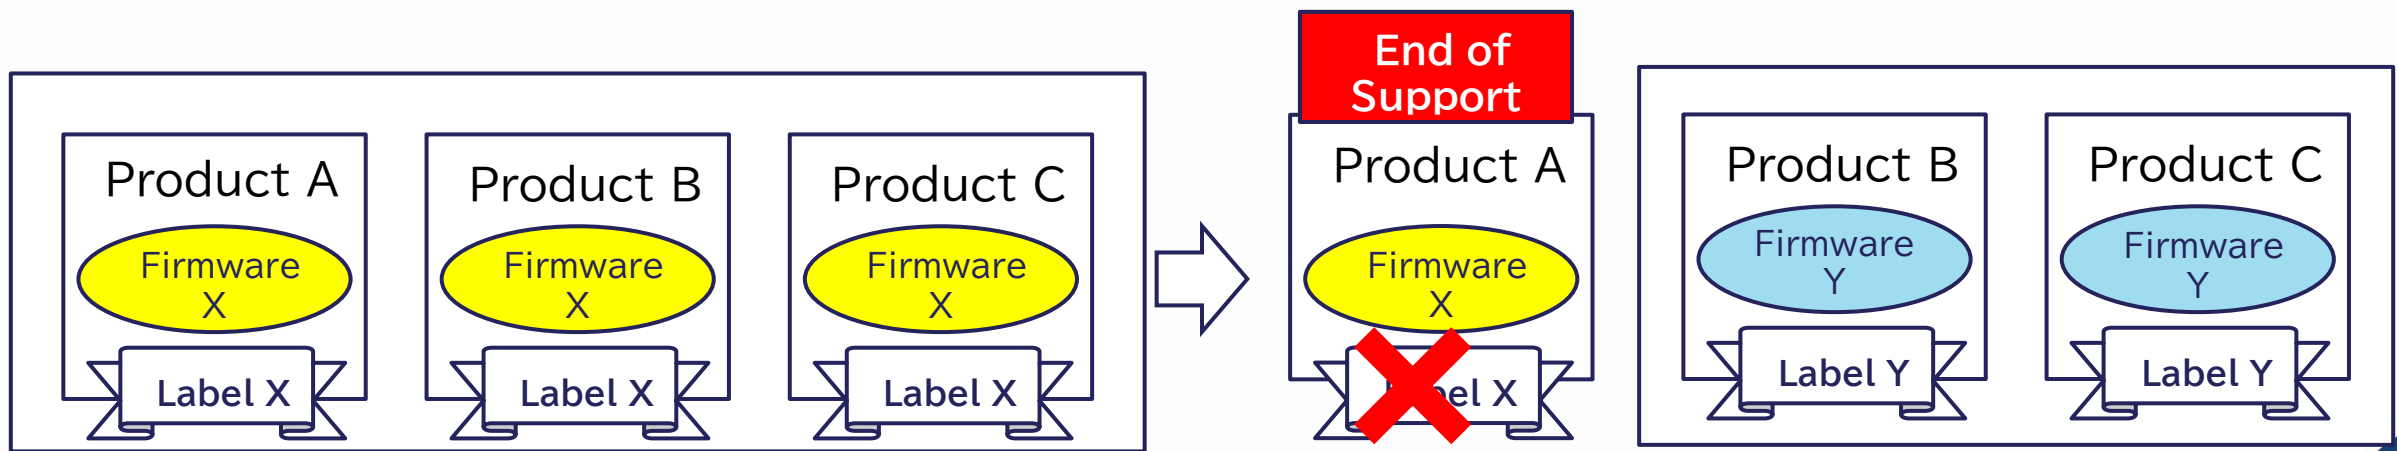 Product A
Firmware
X
Label X
Product B
Firmware
X
Label X
Product C
Firmware
X
Label X
End of
Support
Product A
Firmware
X
X
Product B
Firmware
Y
Label Y
Product C
Firmware
Y
Label Y